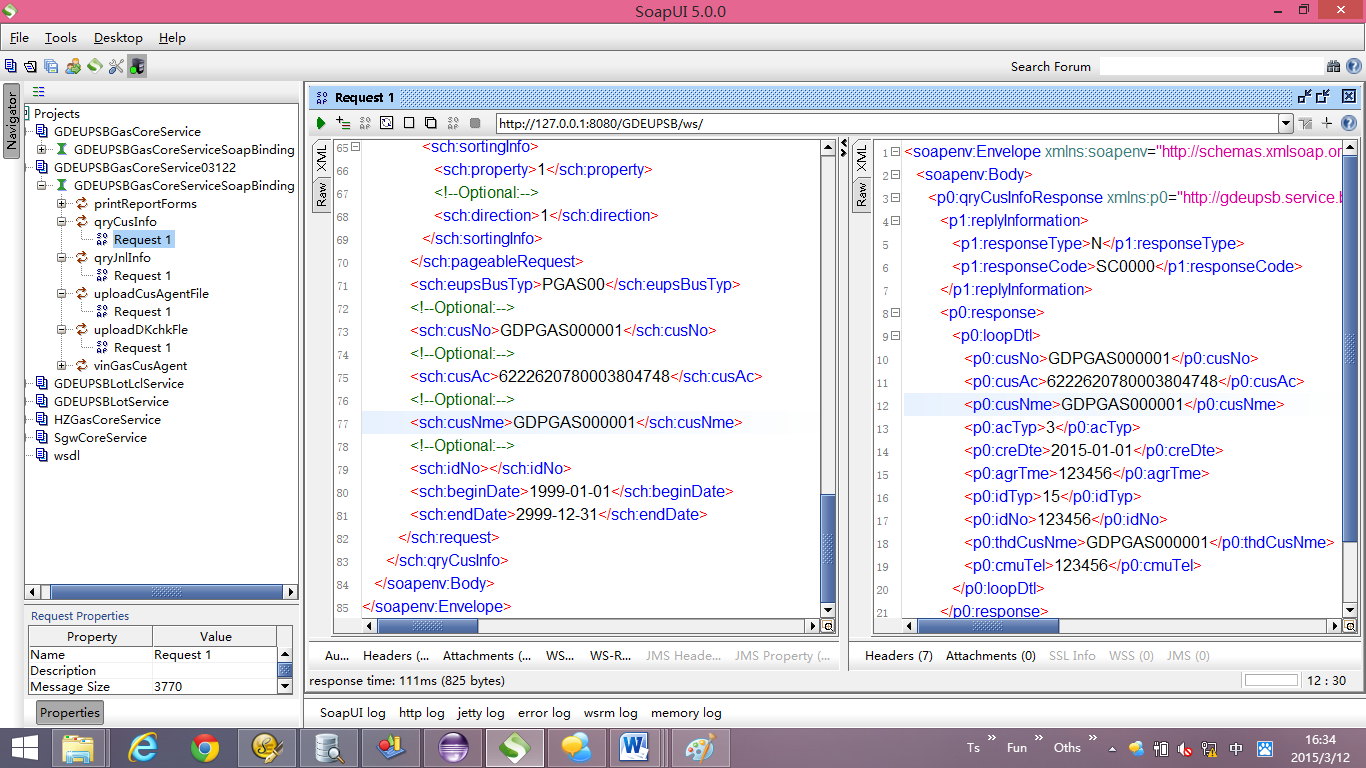 SoapUI 5.0.0
File Tools Desktop Help
Search Forum
Navigator
Projects
GDEUPSBGasCoreService
GDEUPSBGasCoreServiceSoapBinding
GDEUPSBGasCoreService03122
GDEUPSBGasCoreServiceSoapBinding
printReportForms
qryCusInfo
Request 1
qryJnlInfo
Request 1
uploadCusAgentFile
Request 1
uploadDKchkFle
Request 1
vinGasCusAgent
GDEUPSBLotLclService
GDEUPSBLotService
HZGasCoreService
SgwCoreService
wsdl
Request Properties
Property Value
Name Request 1
Description
Message Size 3770
Properties
Request 1
http://127.0.0.1:8080/GDEUPSB/ws/
XML
Raw
65 <sch:sortingInfo>
66 <sch:property>1</sch:property>
67 <!--Optional:-->
68 <sch:direction>1</sch:direction>
69 </sch:sortingInfo>
70 </sch:pageableRequest>
71 <sch:eupsBusTyp>PGAS00</sch:eupsBusTyp>
72 <!--Optional:-->
73 <sch:cusNo>GDPGAS000001</sch:cusNo>
74 <!--Optional:-->
75 <sch:cusAc>6222620780003804748</sch:cusAc>
76 <!--Optional:-->
77 <sch:cusNme>GDPGAS000001</sch:cusNme>
78 <!--Optional:-->
79 <sch:idNo></sch:idNo>
80 <sch:beginDate>1999-01-01</sch:beginDate>
81 <sch:endDate>2999-12-31</sch:endDate>
82 </sch:request>
83 </sch:qryCusInfo>
84 </soapenv:Body>
85 </soapenv:Envelope>
Au... Headers (... Attachments (... WS... WS-R... JMS Heade... JMS Property (...
XML
Raw
1 <soapenv:Envelope xmlns:soapenv="http://schemas.xmlsoap.or
2 <soapenv:Body>
3 <p0:qryCusInfoResponse xmlns:p0="http://gdeupsb.service.b
4 <p1:replyInformation>
5 <p1:responseType>N</p1:responseType>
6 <p1:responseCode>SC0000</p1:responseCode>
7 </p1:replyInformation>
8 <p0:response>
9 <p0:loopDtl>
10 <p0:cusNo>GDPGAS000001</p0:cusNo>
11 <p0:cusAc>6222620780003804748</p0:cusAc>
12 <p0:cusNme>GDPGAS000001</p0:cusNme>
13 <p0:acTyp>3</p0:acTyp>
14 <p0:creDte>2015-01-01</p0:creDte>
15 <p0:agrTme>123456</p0:agrTme>
16 <p0:idTyp>15</p0:idTyp>
17 <p0:idNo>123456</p0:idNo>
18 <p0:thdCusNme>GDPGAS000001</p0:thdCusNme>
19 <p0:cmuTel>123456</p0:cmuTel>
20 </p0:loopDtl>
21 </p0:response>
Headers (7) Attachments (0) SSL Info WSS (0) JMS (0)
response time: 111ms (825 bytes)
12 : 30
SoapUI log http log jetty log error log wsrm log memory log
Ts Fun Oths 中
16:34
2015/3/12